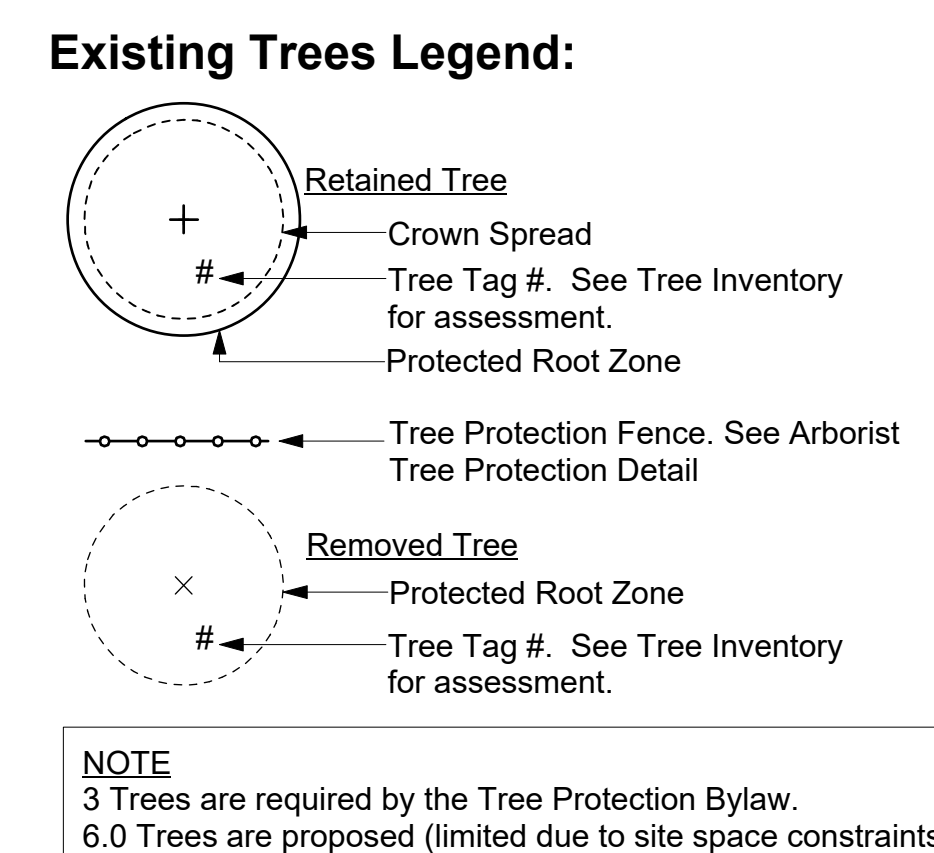 Existing Trees Legend:
Retained Tree
Crown Spread
#
Tree Tag #.  See Tree Inventory
for assessment.
Protected Root Zone
Tree Protection Fence. See Arborist
Tree Protection Detail
Removed Tree
Protected Root Zone
#
Tree Tag #.  See Tree Inventory
for assessment.
NOTE
3 Trees are required by the Tree Protection Bylaw.
6.0 Trees are proposed (limited due to site space constraints